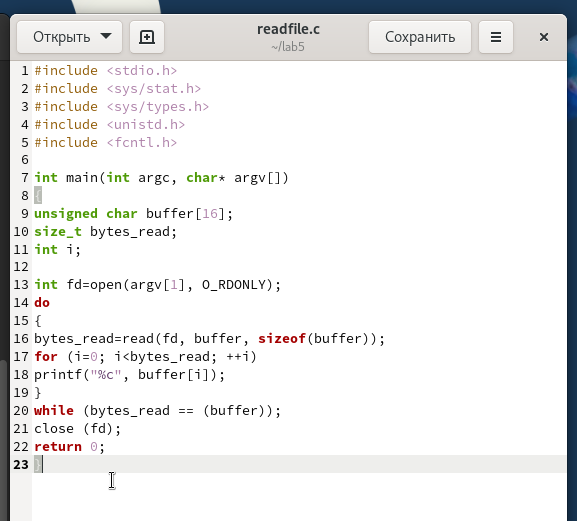 Открыть
readfile.c
~/lab5
Сохранить
1 #include <stdio.h>
2 #include <sys/stat.h>
3 #include <sys/types.h>
4 #include <unistd.h>
5 #include <fcntl.h>
6
7 int main(int argc, char* argv[])
8 {
9 unsigned char buffer[16];
10 size_t bytes_read;
11 int i;
12
13 int fd=open(argv[1], O_RDONLY);
14 do
15 {
16 bytes_read=read(fd, buffer, sizeof(buffer));
17 for (i=0; i<bytes_read; ++i)
18 printf("%c", buffer[i]);
19 }
20 while (bytes_read == (buffer));
21 close (fd);
22 return 0;
23 }